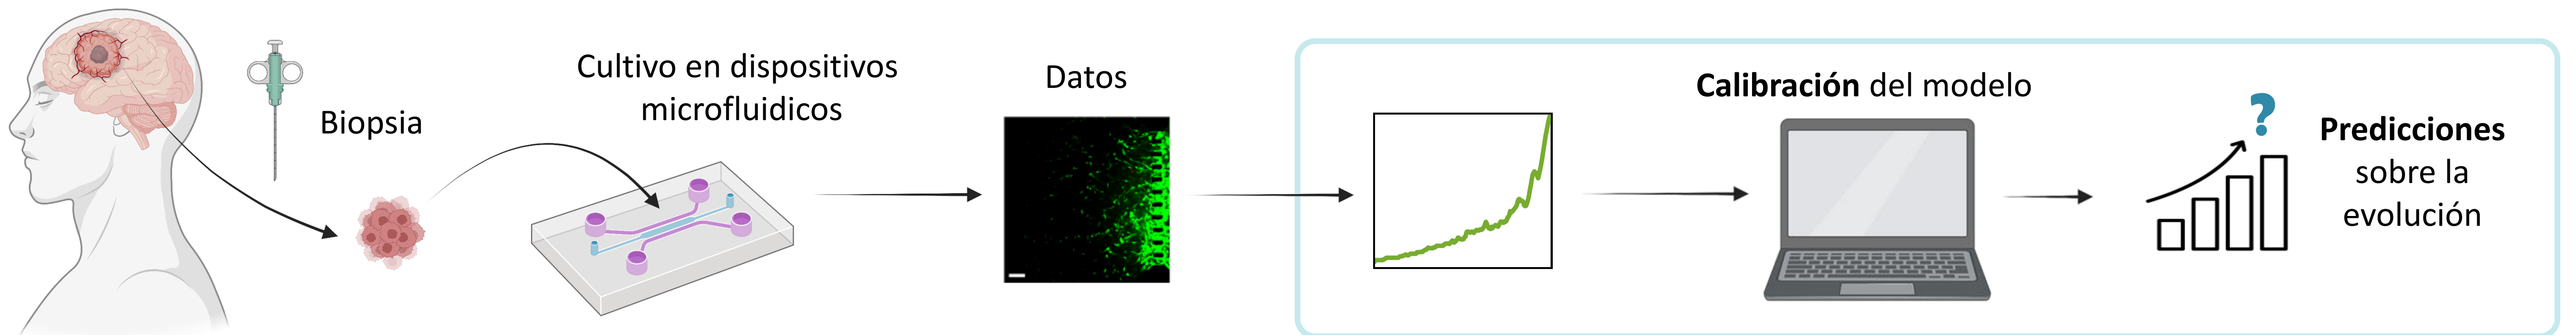 Biopsia
Cultivo en dispositivos
microfluidicos
Datos
Calibración del modelo
?
Predicciones
sobre la
evolución